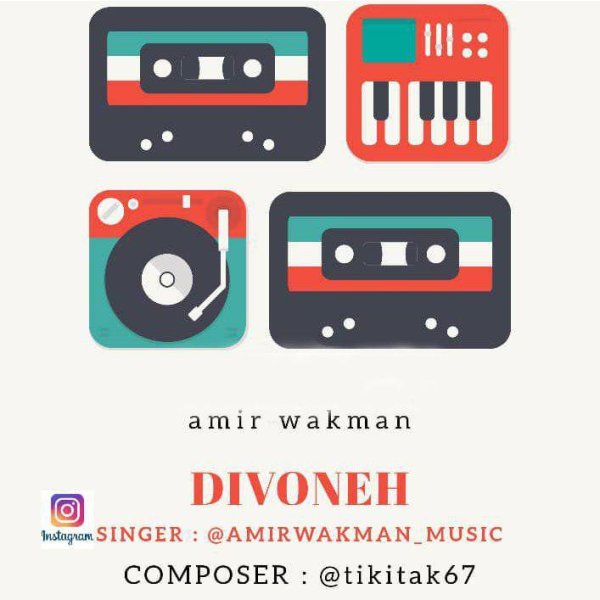 amir wakman
DIVONEH
Instagram
SINGER : @AMIRWAKMAN_MUSIC
COMPOSER : @tikitak67